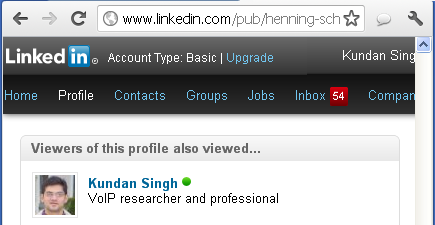 www.linkedin.com/pub/henning-sch
Linked in® Account Type: Basic | Upgrade Kundan Sing
Home Profile Contacts Groups Jobs Inbox 54 Compan
Viewers of this profile also viewed...
Kundan Singh
VoIP researcher and professional